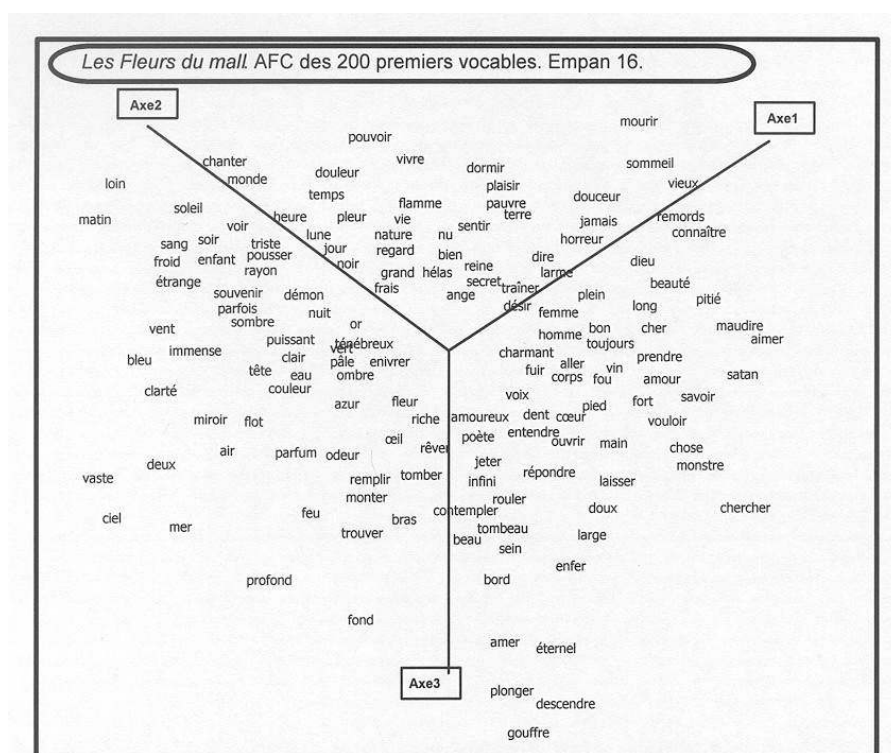 Les Fleurs du mall. AFC des 200 premiers vocables. Empan 16.
Axe2
Axe1
mourir
pouvoir
chanter
vivre
sommeil
monde
douleur
dormir
loin
plaisir
vieux
temps
douceur
soleil
flamme
pauvre
matin
heure
pleur
vie
terre
remords
voir
sentir
jamais
lune
nature
nu
connaître
sang
soir
triste
horreur
jour
regard
bien
froid
enfant
pousser
noir
reine
dire
dieu
rayon
grand
hélas
larme
étrange
frais
secret
traîner
beauté
souvenir
démon
ange
plein
pitié
parfois
nuit
désir
femme
long
sombre
or
vent
homme
bon
cher
maudire
puissant
ténébreux
toujours
aimer
bleu
immense
clair
vert
charmant
prendre
pâle
enivrer
aller
vin
tête
eau
ombre
fuir
corps
fou
amour
satan
clarté
couleur
voix
savoir
azur
fleur
pied
fort
miroir
flot
riche
amoureux
dent
cœur
vouloir
œil
poète
entendre
air
parfum
odeur
rêver
ouvrir
main
chose
deux
jeter
monstre
vaste
remplir
tomber
infini
répondre
laisser
monter
rouler
ciel
feu
bras
contempler
doux
chercher
mer
trouver
tombeau
beau
large
sein
profond
bord
enfer
fond
amer
éternel
Axe3
plonger
descendre
gouffre